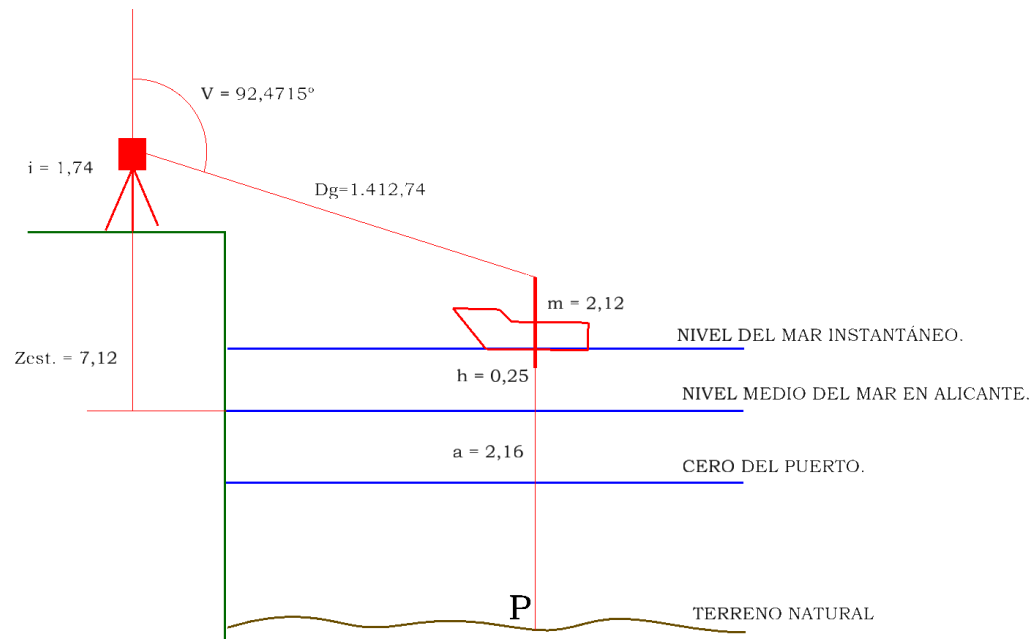 V = 92,4715º
i = 1,74
Dg=1.412,74
m = 2,12
NIVEL DEL MAR INSTANTÁNEO.
Zest. = 7,12
h = 0,25
NIVEL MEDIO DEL MAR EN ALICANTE.
a = 2,16
CERO DEL PUERTO.
P
TERRENO NATURAL